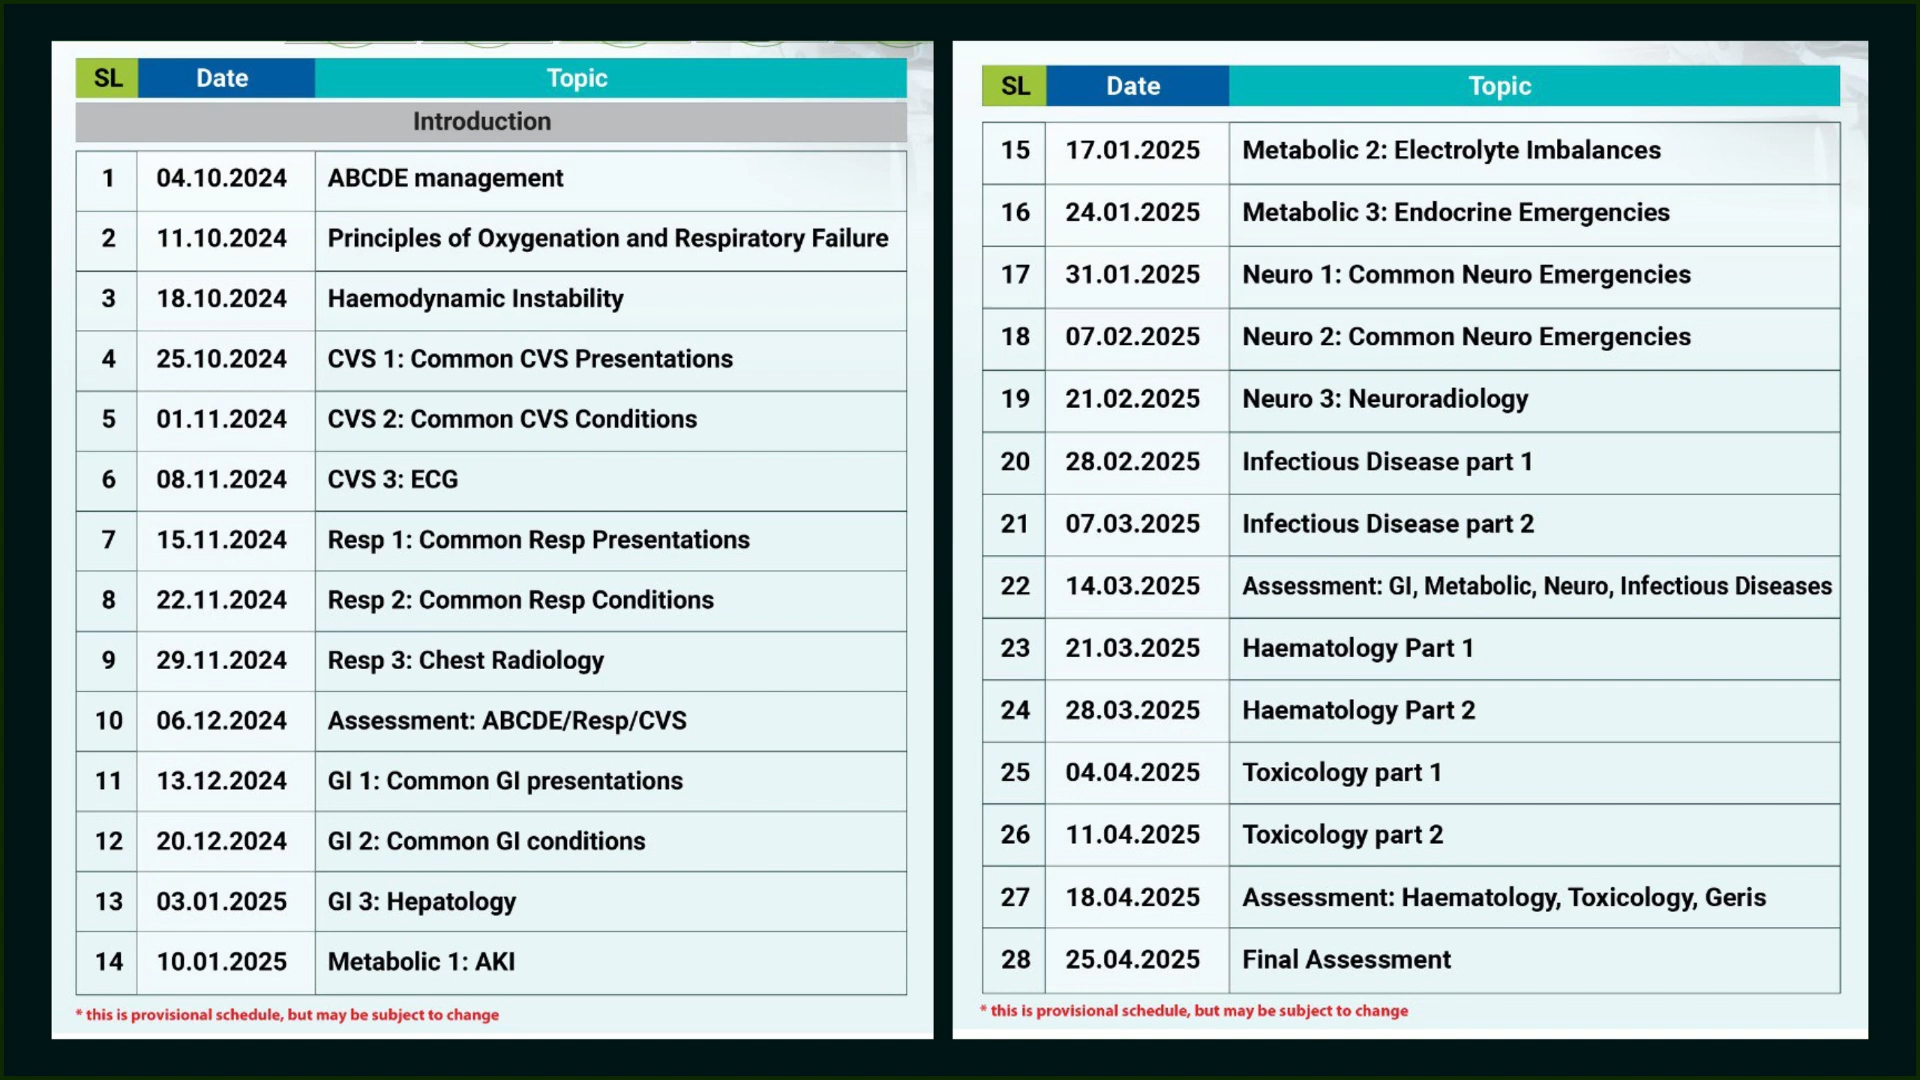 SL Date Topic
Introduction
1 04.10.2024 ABCDE management
2 11.10.2024 Principles of Oxygenation and Respiratory Failure
3 18.10.2024 Haemodynamic Instability
4 25.10.2024 CVS 1: Common CVS Presentations
5 01.11.2024 CVS 2: Common CVS Conditions
6 08.11.2024 CVS 3: ECG
7 15.11.2024 Resp 1: Common Resp Presentations
8 22.11.2024 Resp 2: Common Resp Conditions
9 29.11.2024 Resp 3: Chest Radiology
10 06.12.2024 Assessment: ABCDE/Resp/CVS
11 13.12.2024 GI 1: Common GI presentations
12 20.12.2024 GI 2: Common GI conditions
13 03.01.2025 GI 3: Hepatology
14 10.01.2025 Metabolic 1: AKI
* this is provisional schedule, but may be subject to change
SL Date Topic
15 17.01.2025 Metabolic 2: Electrolyte Imbalances
16 24.01.2025 Metabolic 3: Endocrine Emergencies
17 31.01.2025 Neuro 1: Common Neuro Emergencies
18 07.02.2025 Neuro 2: Common Neuro Emergencies
19 21.02.2025 Neuro 3: Neuroradiology
20 28.02.2025 Infectious Disease part 1
21 07.03.2025 Infectious Disease part 2
22 14.03.2025 Assessment: GI, Metabolic, Neuro, Infectious Diseases
23 21.03.2025 Haematology Part 1
24 28.03.2025 Haematology Part 2
25 04.04.2025 Toxicology part 1
26 11.04.2025 Toxicology part 2
27 18.04.2025 Assessment: Haematology, Toxicology, Geris
28 25.04.2025 Final Assessment
* this is provisional schedule, but may be subject to change